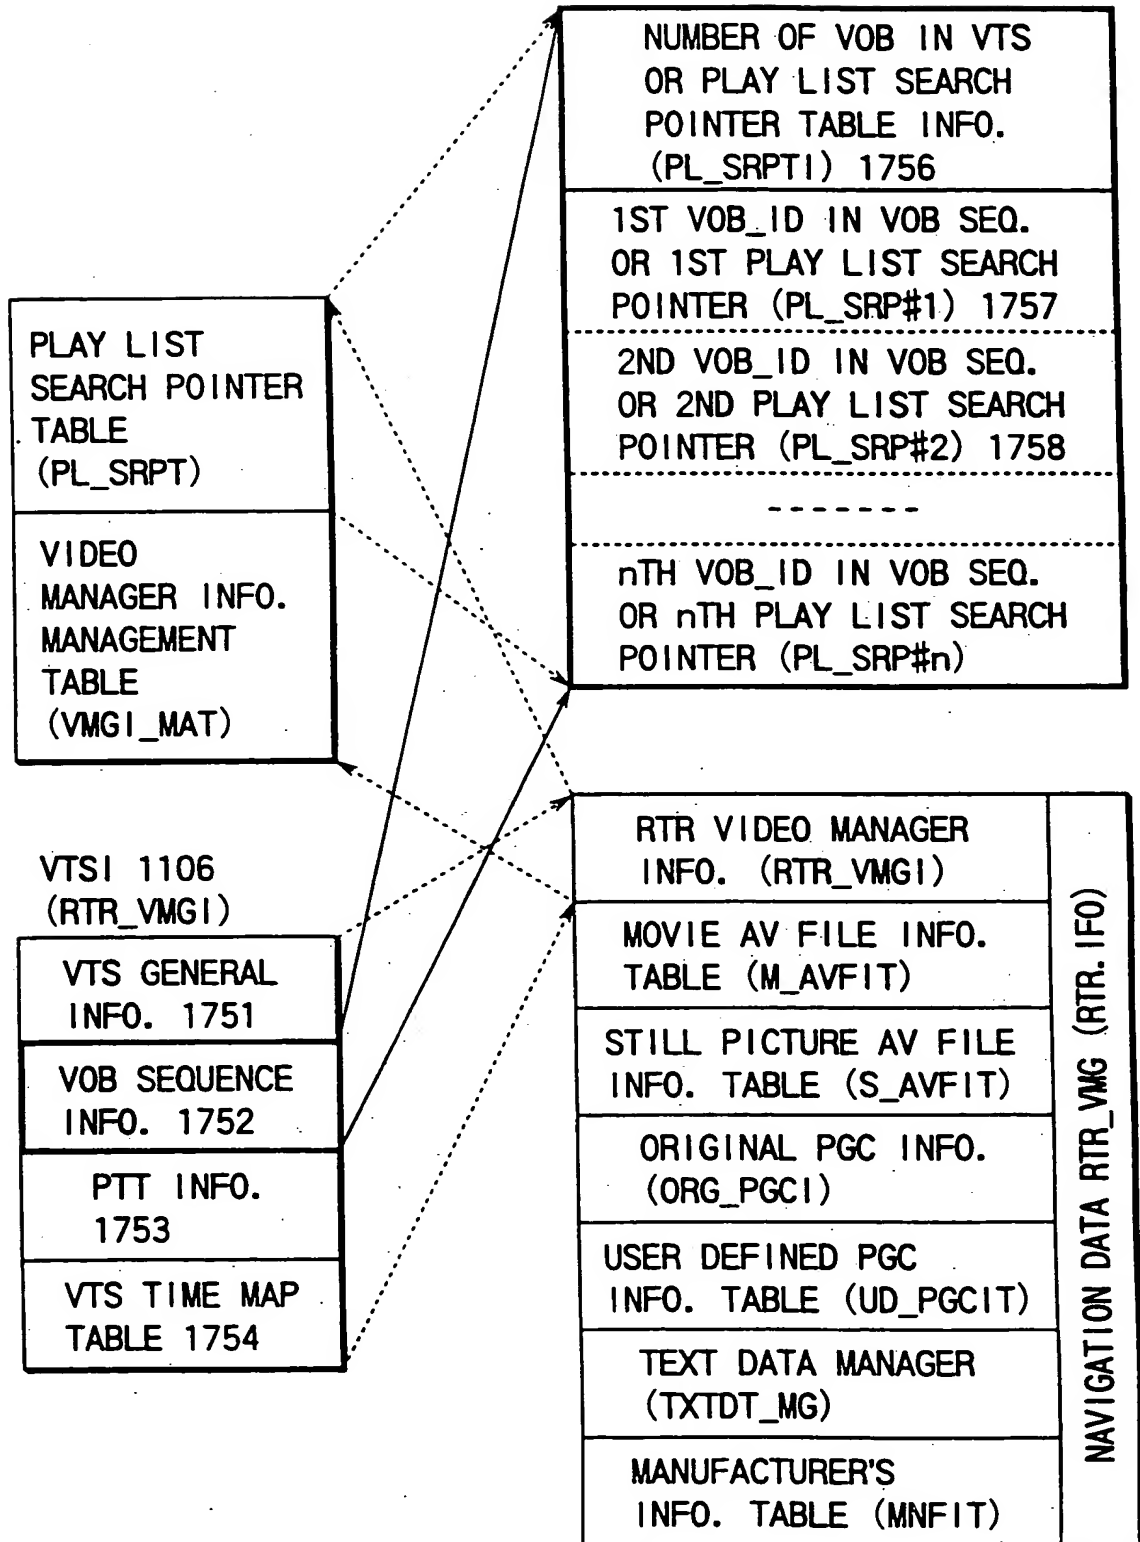 NUMBER OF VOB IN VTS
OR PLAY LIST SEARCH
POINTER TABLE INFO.
(PL_SRPTI) 1756
1ST VOB_ID IN VOB SEQ.
OR 1ST PLAY LIST SEARCH
POINTER (PL_SRP#1) 1757
2ND VOB_ID IN VOB SEQ.
OR 2ND PLAY LIST SEARCH
POINTER (PL_SRP#2) 1758
- - - - - - -
nTH VOB_ID IN VOB SEQ.
OR nTH PLAY LIST SEARCH
POINTER (PL_SRP#n)
PLAY LIST
SEARCH POINTER
TABLE
(PL_SRPT)
VIDEO
MANAGER INFO.
MANAGEMENT
TABLE
(VMGI_MAT)
VTSI 1106
(RTR_VMGI)
VTS GENERAL
INFO. 1751
VOB SEQUENCE
INFO. 1752
PTT INFO.
1753
VTS TIME MAP
TABLE 1754
RTR VIDEO MANAGER
INFO. (RTR_VMGI)
MOVIE AV FILE INFO.
TABLE (M_AVFIT)
STILL PICTURE AV FILE
INFO. TABLE (S_AVFIT)
ORIGINAL PGC INFO.
(ORG_PGCI)
USER DEFINED PGC
INFO. TABLE (UD_PGCIT)
TEXT DATA MANAGER
(TXTDT_MG)
MANUFACTURER'S
INFO. TABLE (MNFIT)
NAVIGATION DATA RTR_VMG (RTR.IFO)